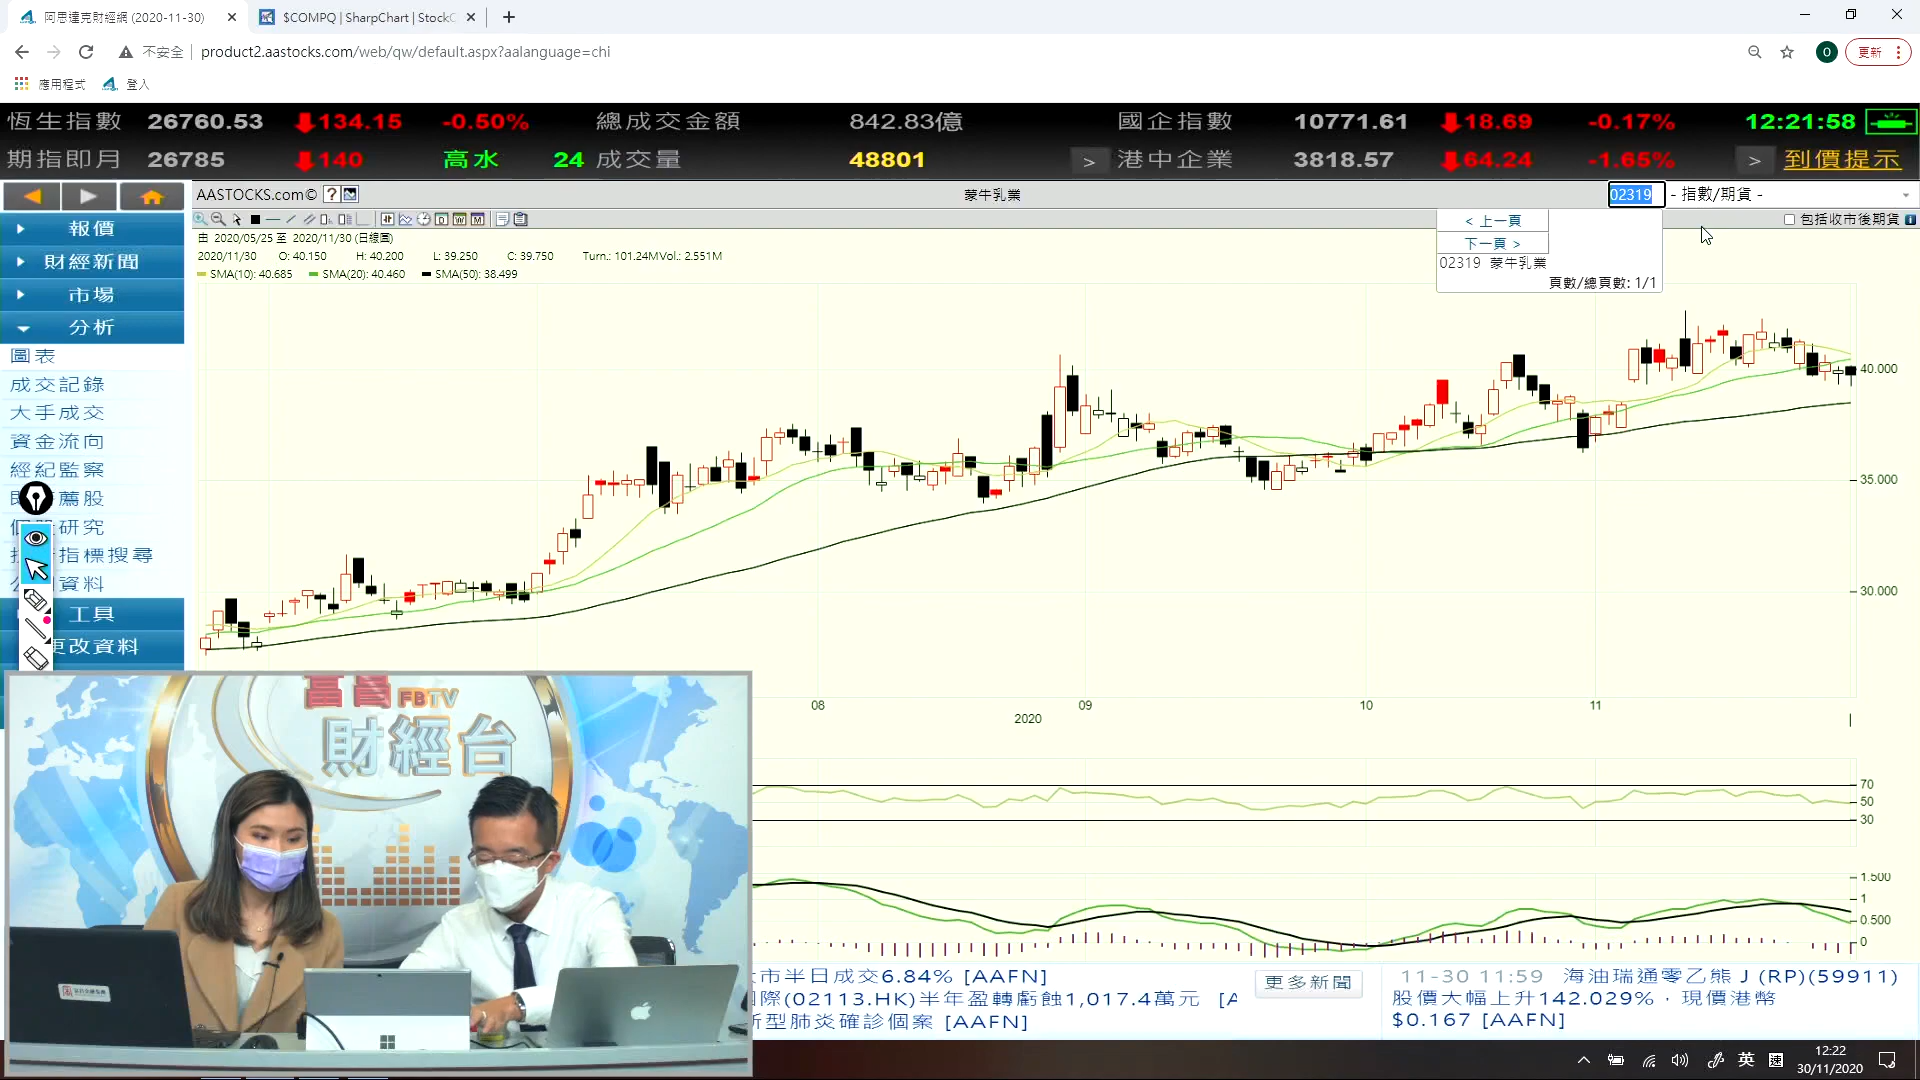 阿思達克財經網 (2020-11-30)
$COMPQ | SharpChart | StockC
不安全
product2.aastocks.com/web/qw/default.aspx?aalanguage=chi
O
更新
應用程式
登入
恆生指數 26760.53 134.15 -0.50% 總成交金額 842.83億 國企指數 10771.61 18.69 -0.17% 12:21:58
期指即月 26785 140 高水 24 成交量 48801 > 港中企業 3818.57 64.24 -1.65% > 到價提示
AASTOCKS.com© ? 蒙牛乳業 02319 - 指數/期貨 -
包括收市後期貨
< 上一頁
下一頁 >
02319 蒙牛乳業
頁數/總頁數: 1/1
由 2020/05/25 至 2020/11/30 (日線圖)
2020/11/30 O: 40.150 H: 40.200 L: 39.250 C: 39.750 Turn.: 101.24M Vol.: 2.551M
SMA(10): 40.685 SMA(20): 40.460 SMA(50): 38.499
報價
財經新聞
市場
分析
圖表
成交記錄
大手成交
資金流向
經紀監察
薦股
研究
指標搜尋
資料
工具
更改資料
40.000
35.000
30.000
08 09 10 11
2020
70
50
30
1.500
1
0.500
0
富昌 FBTV
財經台
市半日成交6.84% [AAFN]
際(02113.HK)半年盈轉虧蝕1,017.4萬元 [A
新型肺炎確診個案 [AAFN]
更多新聞
11-30 11:59 海油瑞通零乙熊J (RP)(59911)
股價大幅上升142.029%，現價港幣
$0.167 [AAFN]
英
速
12:22
30/11/2020